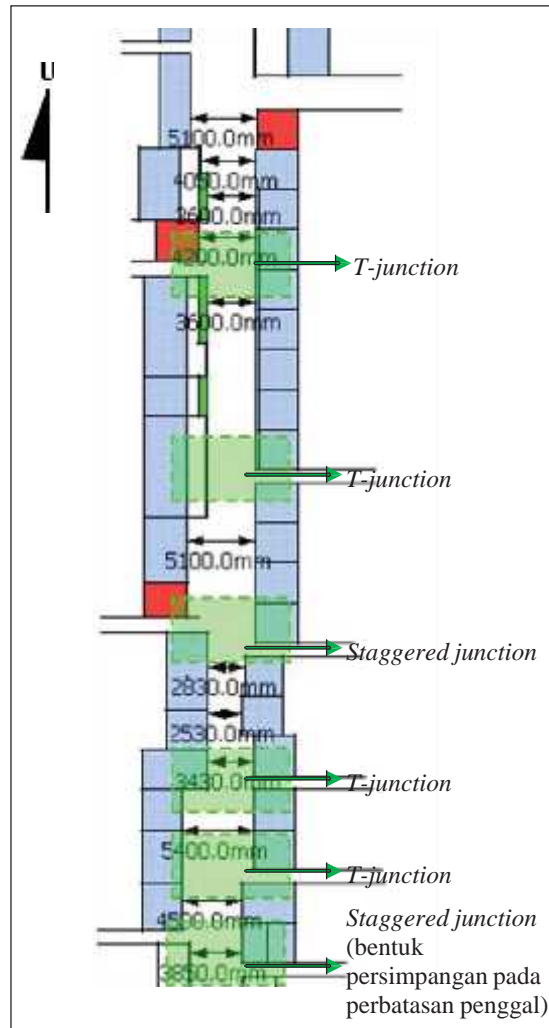 U
5100.0mm
4050.0mm
3600.0mm
4200.0mm
T-junction
3600.0mm
T-junction
5100.0mm
Staggered junction
2830.0mm
2530.0mm
3430.0mm
T-junction
5400.0mm
T-junction
4500.0mm
Staggered junction
(bentuk
persimpangan pada
perbatasan penggal)
3850.0mm